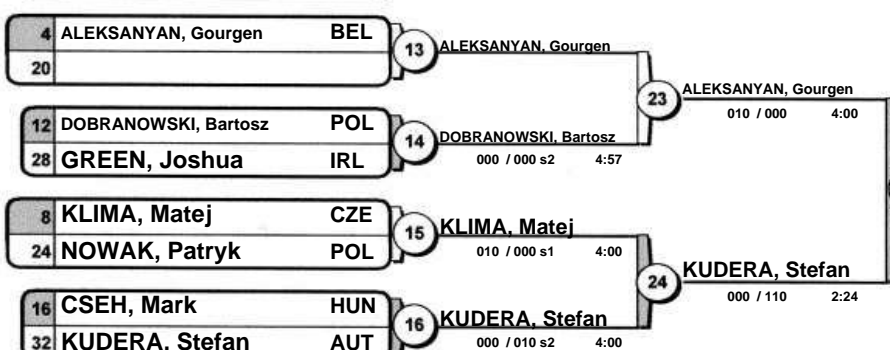 4 ALEKSANYAN, Gourgen BEL
20
13 ALEKSANYAN, Gourgen
12 DOBRANOWSKI, Bartosz POL
28 GREEN, Joshua IRL
14 DOBRANOWSKI, Bartosz
000 / 000 s2 4:57
23 ALEKSANYAN, Gourgen
010 / 000 4:00
8 KLIMA, Matej CZE
24 NOWAK, Patryk POL
15 KLIMA, Matej
010 / 000 s1 4:00
16 CSEH, Mark HUN
32 KUDERA, Stefan AUT
16 KUDERA, Stefan
000 / 010 s2 4:00
24 KUDERA, Stefan
000 / 110 2:24